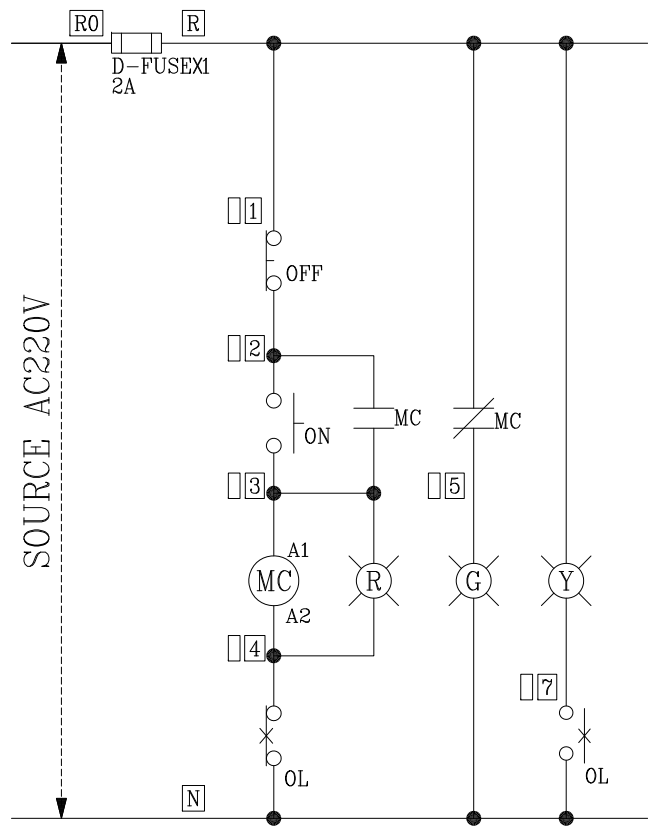 R0 R
D-FUSEX1
2A
1
OFF
2
MC MC
ON
3 5
SOURCE AC220V
A1
MC R G Y
A2
4
7
OL OL
N